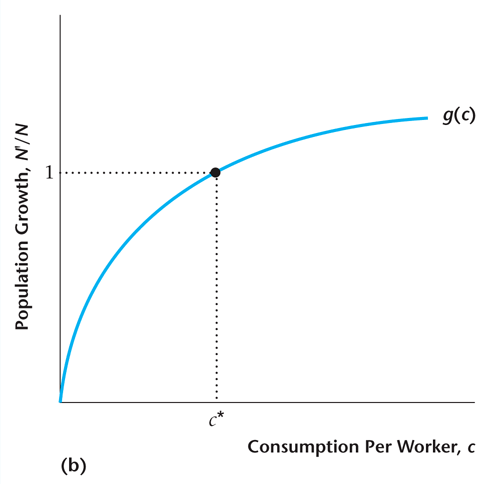 Population Growth, N'/N
1
g(c)
c*
Consumption Per Worker, c
(b)